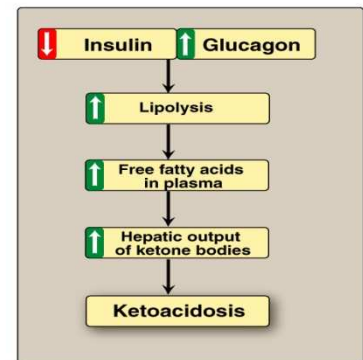 Insulin Glucagon
Lipolysis
Free fatty acids
in plasma
Hepatic output
of ketone bodies
Ketoacidosis